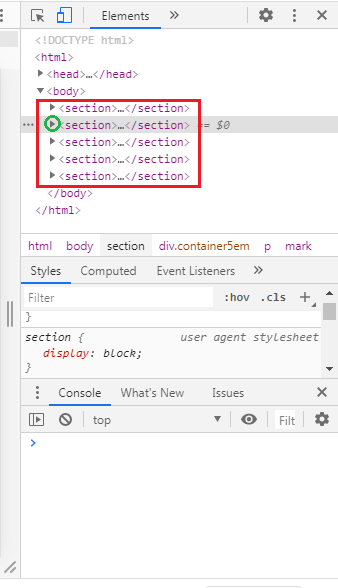 Elements »
<!DOCTYPE html>
<html>
<head>…</head>
<body>
<section>…</section>
<section>…</section> == $0
<section>…</section>
<section>…</section>
<section>…</section>
</body>
</html>
html body section div.container5em p mark
Styles Computed Event Listeners »
Filter :hov .cls +
}
section { user agent stylesheet
display: block;
}
Console What's New Issues
top Filt